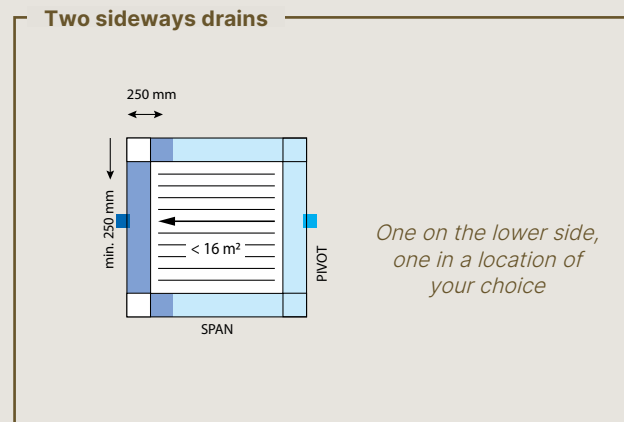 Two sideways drains
250 mm
min. 250 mm
< 16 m²
PIVOT
SPAN
One on the lower side,
one in a location of
your choice